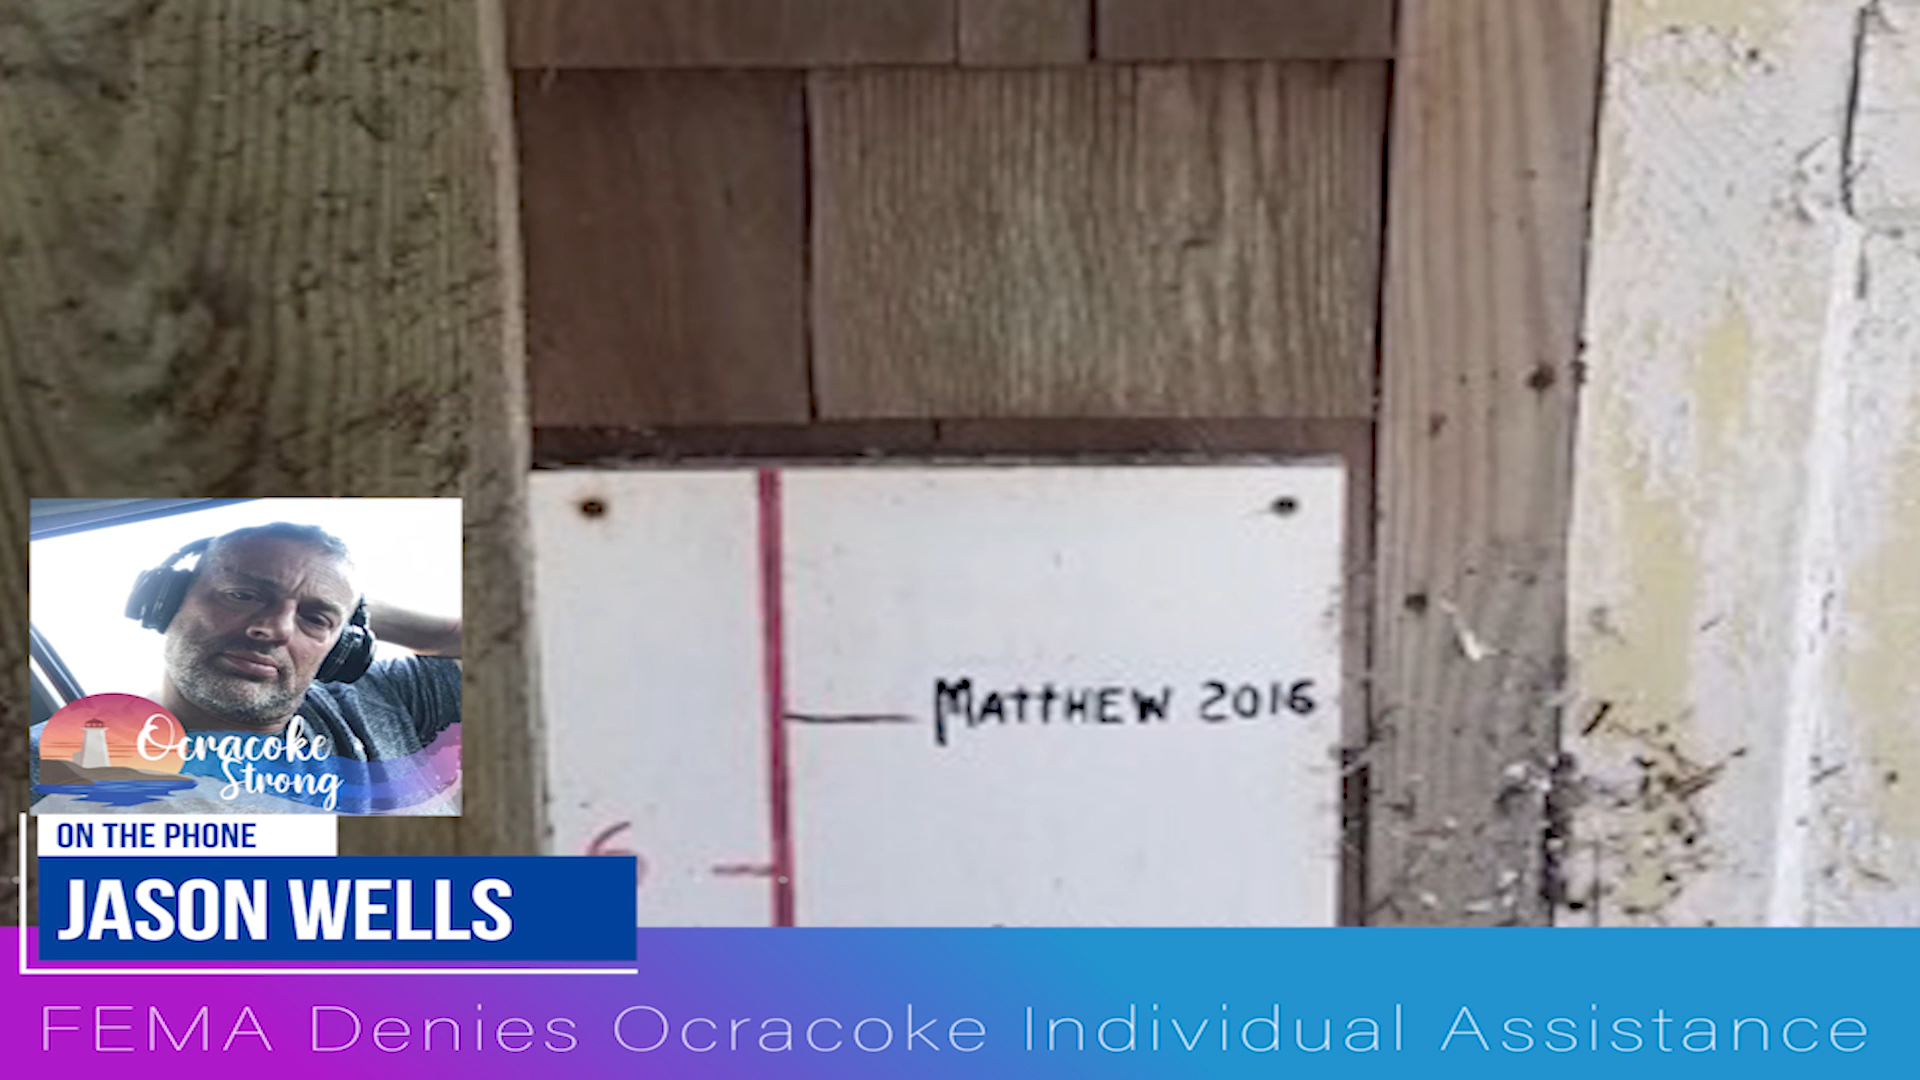 MATTHEW 2016
6
Ocracoke
Strong
ON THE PHONE
JASON WELLS
FEMA Denies Ocracoke Individual Assistance